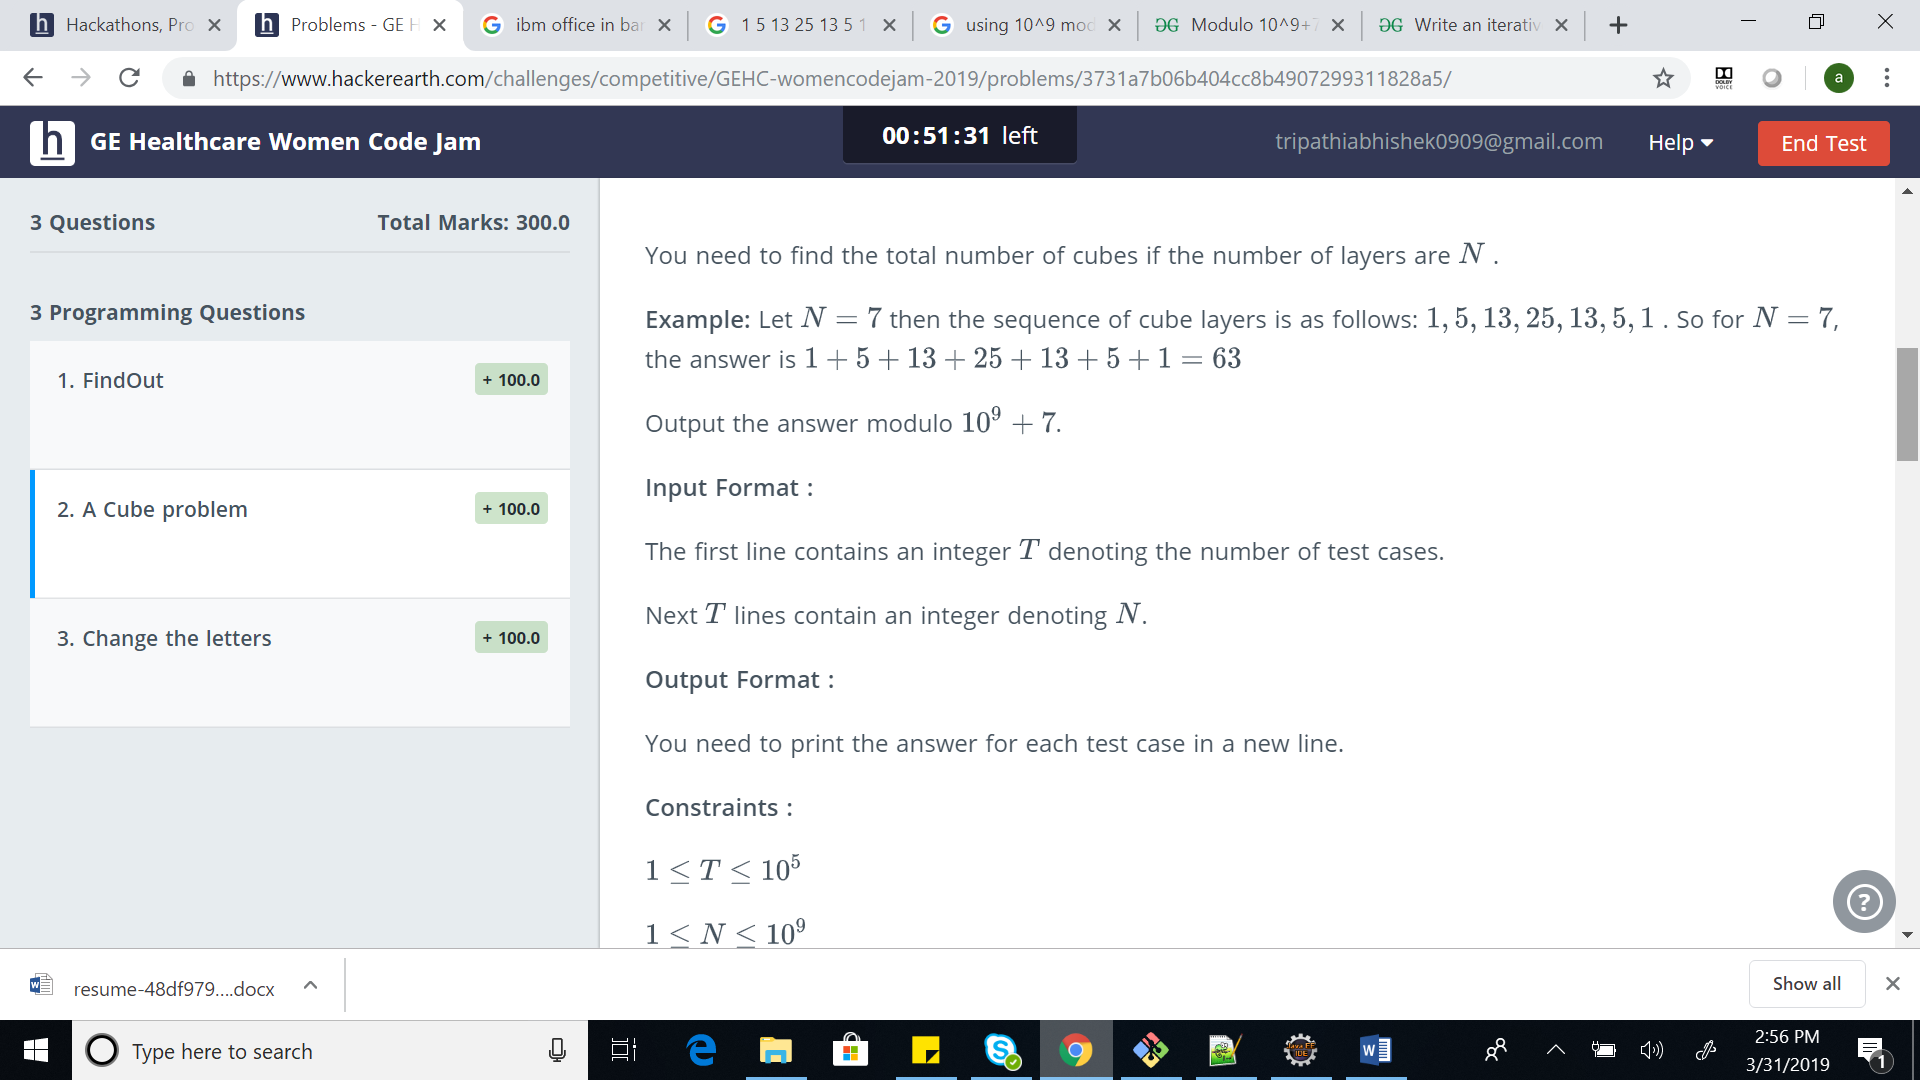 Hackathons, Pro
Problems - GE H
ibm office in ba
1 5 13 25 13 5 1
using 10^9 mod
Modulo 10^9+7
Write an iterativ
https://www.hackerearth.com/challenges/competitive/GEHC-womencodejam-2019/problems/3731a7b06b404cc8b4907299311828a5/
DOLBY VOICE
a
h GE Healthcare Women Code Jam
00:51:31 left
tripathiabhishek0909@gmail.com
Help
End Test
3 Questions
Total Marks: 300.0
3 Programming Questions
1. FindOut
+ 100.0
2. A Cube problem
+ 100.0
3. Change the letters
+ 100.0
You need to find the total number of cubes if the number of layers are N .
Example: Let N = 7 then the sequence of cube layers is as follows: 1, 5, 13, 25, 13, 5, 1 . So for N = 7,
the answer is 1 + 5 + 13 + 25 + 13 + 5 + 1 = 63
Output the answer modulo 10⁹ + 7.
Input Format :
The first line contains an integer T denoting the number of test cases.
Next T lines contain an integer denoting N.
Output Format :
You need to print the answer for each test case in a new line.
Constraints :
1 ≤ T ≤ 10⁵
1 ≤ N ≤ 10⁹
?
resume-48df979....docx
Show all
Type here to search
2:56 PM
3/31/2019
1